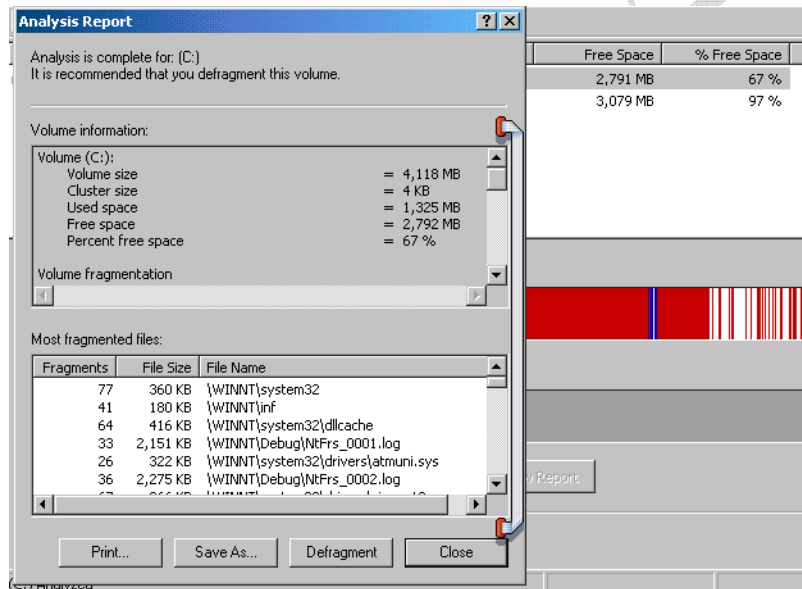 Analysis Report
Analysis is complete for: (C:)
It is recommended that you defragment this volume.
Volume information:
Volume (C:):
Volume size = 4,118 MB
Cluster size = 4 KB
Used space = 1,325 MB
Free space = 2,792 MB
Percent free space = 67 %
Volume fragmentation
Most fragmented files:
Fragments File Size File Name
77 360 KB \WINNT\system32
41 180 KB \WINNT\inf
64 416 KB \WINNT\system32\dllcache
33 2,151 KB \WINNT\Debug\NtFrs_0001.log
26 322 KB \WINNT\system32\drivers\atmuni.sys
36 2,275 KB \WINNT\Debug\NtFrs_0002.log
Print... Save As... Defragment Close
Free Space % Free Space
2,791 MB 67 %
3,079 MB 97 %
Report
(C:) Analyzed